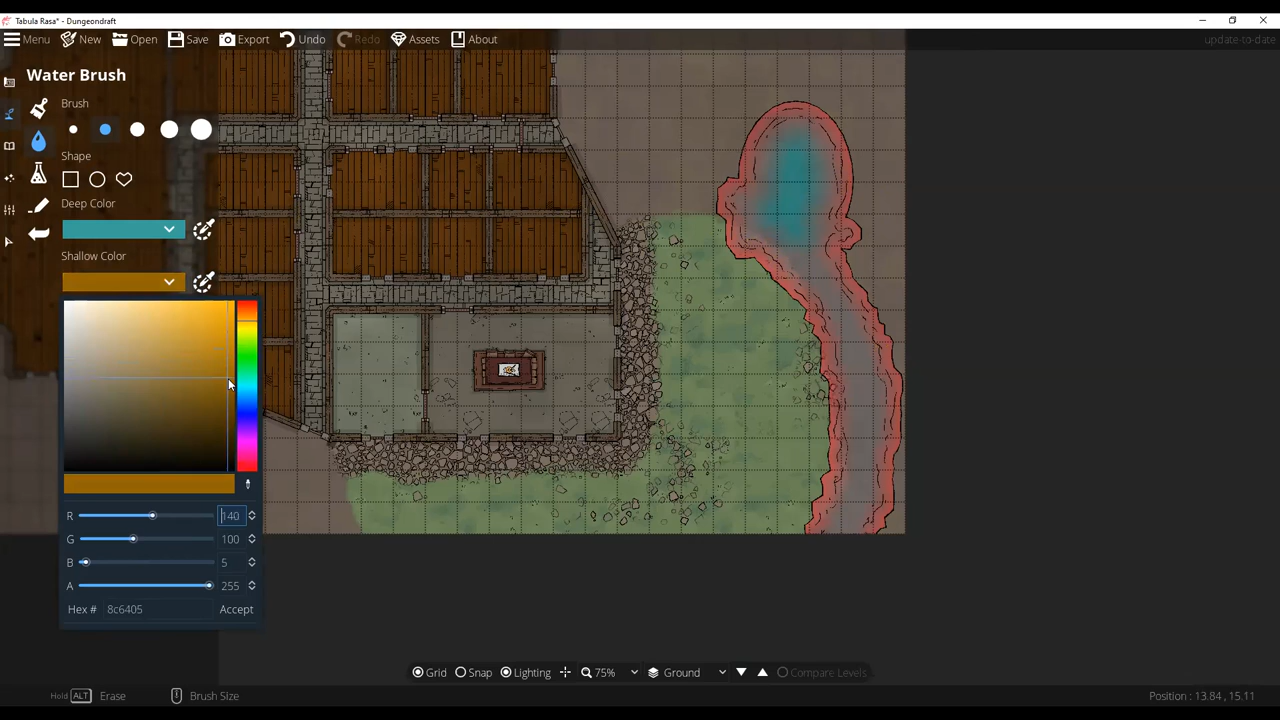 Tabula Rasa* - Dungeondraft
Menu New Open Save Export Undo Redo Assets About update-to-date
Water Brush
Brush
Shape
Deep Color
Shallow Color
R 140
G 100
B 5
A 255
Hex # 8c6405 Accept
Grid Snap Lighting 75% Ground Compare Levels
Hold ALT Erase Brush Size Position : 13.84 , 15.11